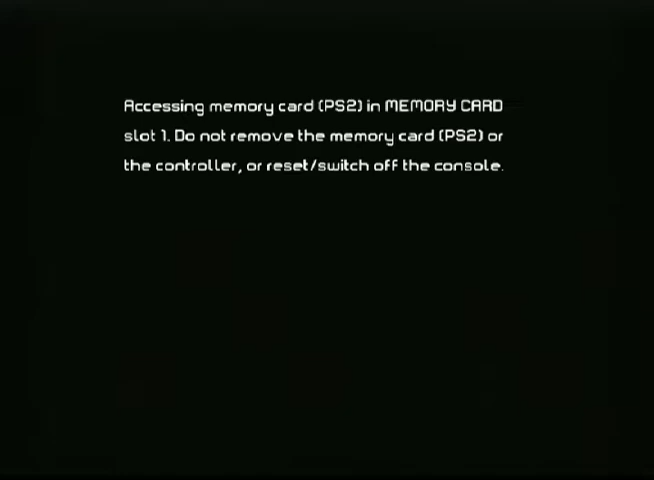 Accessing memory card (PS2) in MEMORY CARD
slot 1. Do not remove the memory card (PS2) or
the controller, or reset/switch off the console.